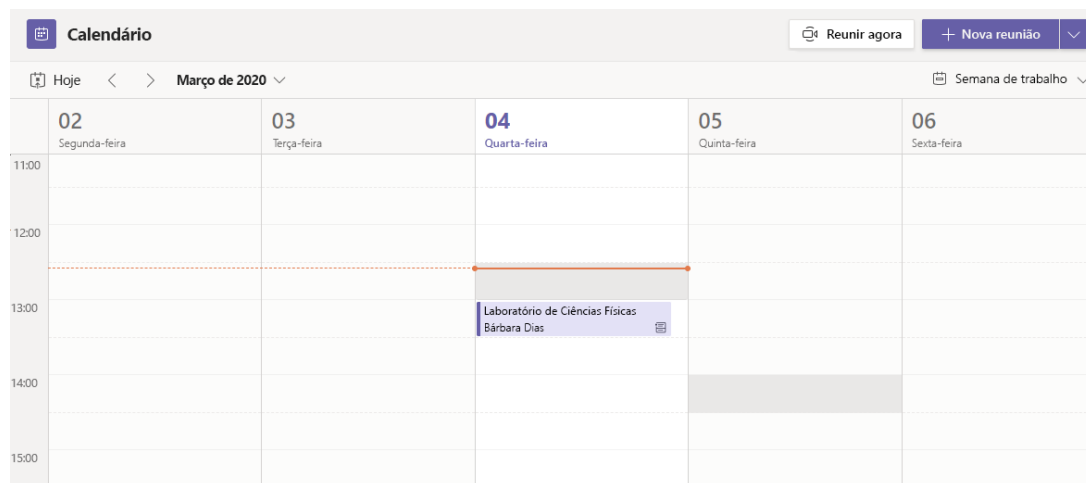 Calendário
Reunir agora
Nova reunião
Hoje
Março de 2020
Semana de trabalho
02
Segunda-feira
03
Terça-feira
04
Quarta-feira
05
Quinta-feira
06
Sexta-feira
11:00
12:00
13:00
Laboratório de Ciências Físicas
Bárbara Dias
14:00
15:00